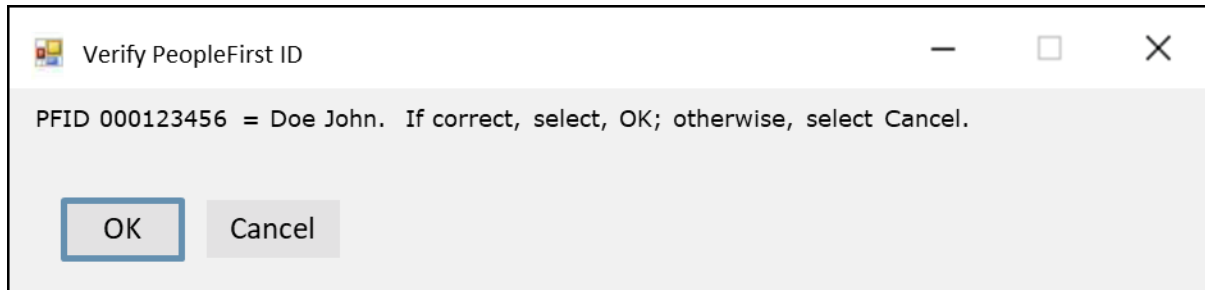 Verify PeopleFirst ID
PFID 000123456 = Doe John. If correct, select, OK; otherwise, select Cancel.
OK Cancel